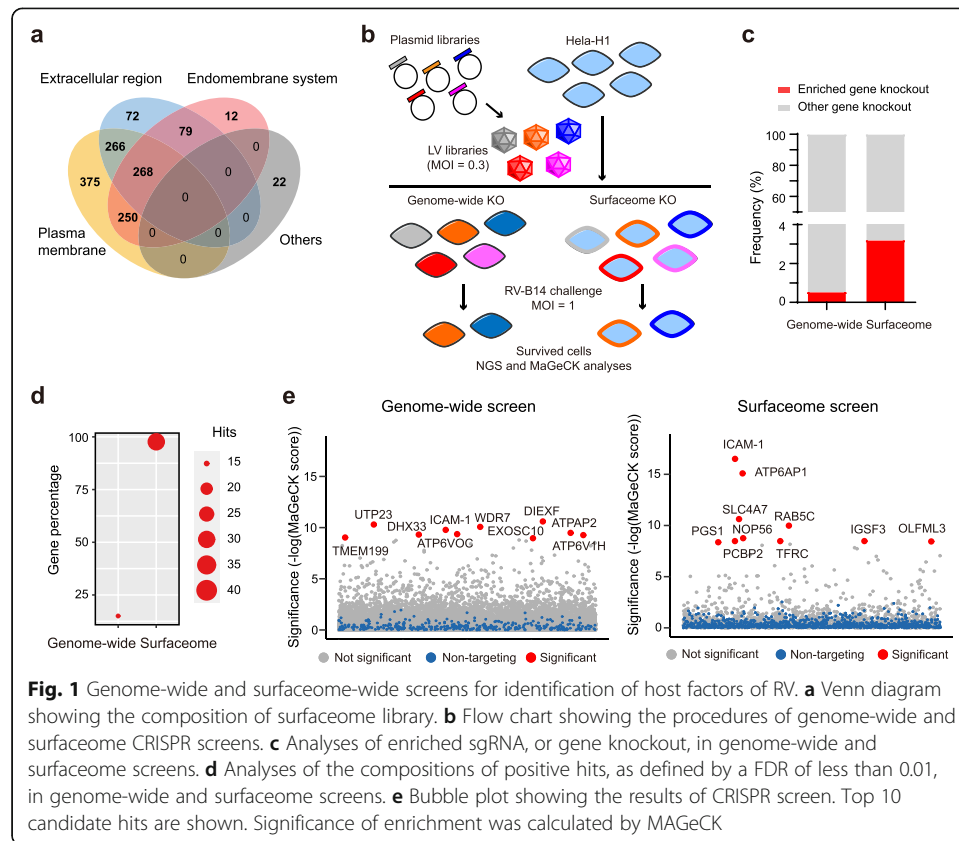 a
Extracellular region
Endomembrane system
72
12
79
266
0
375
268
0
22
0
250
0
0
0
0
Plasma
membrane
Others
b
Plasmid libraries
Hela-H1
LV libraries
(MOI = 0.3)
Genome-wide KO
Surfaceome KO
RV-B14 challenge
MOI = 1
Survived cells
NGS and MaGeCK analyses
c
Enriched gene knockout
Other gene knockout
Frequency (%)
100
80
60
4
2
0
Genome-wide Surfaceome
d
Gene percentage
100
75
50
25
Genome-wide Surfaceome
Hits
15
20
25
30
35
40
e
Genome-wide screen
Significance (-log(MaGeCK score))
15
10
5
0
UTP23
DHX33
ICAM-1
WDR7
DIEXF
EXOSC10
ATPAP2
TMEM199
ATP6VOC
ATP6V1H
Not significant
Non-targeting
Significant
Surfaceome screen
Significance (-log(MaGeCK score))
15
10
5
0
ICAM-1
ATP6AP1
SLC4A7
RAB5C
PGS1
NOP56
IGSF3
OLFML3
PCBP2
TFRC
Not significant
Non-targeting
Significant
Fig. 1 Genome-wide and surfaceome-wide screens for identification of host factors of RV. a Venn diagram
showing the composition of surfaceome library. b Flow chart showing the procedures of genome-wide and
surfaceome CRISPR screens. c Analyses of enriched sgRNA, or gene knockout, in genome-wide and
surfaceome screens. d Analyses of the compositions of positive hits, as defined by a FDR of less than 0.01,
in genome-wide and surfaceome screens. e Bubble plot showing the results of CRISPR screen. Top 10
candidate hits are shown. Significance of enrichment was calculated by MAGeCK